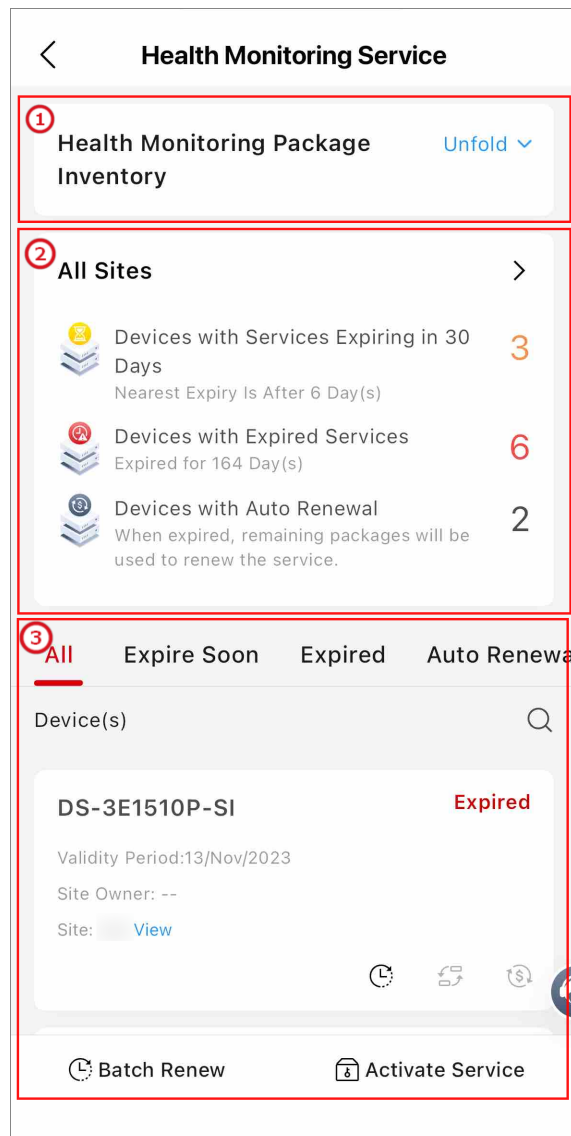 Health Monitoring Service
1
Health Monitoring Package
Inventory
Unfold
2
All Sites
Devices with Services Expiring in 30
Days
Nearest Expiry Is After 6 Day(s)
3
Devices with Expired Services
Expired for 164 Day(s)
6
Devices with Auto Renewal
When expired, remaining packages will be
used to renew the service.
2
3
All Expire Soon Expired Auto Renewa
Device(s)
DS-3E1510P-SI
Expired
Validity Period:13/Nov/2023
Site Owner: --
Site: View
Batch Renew
Activate Service